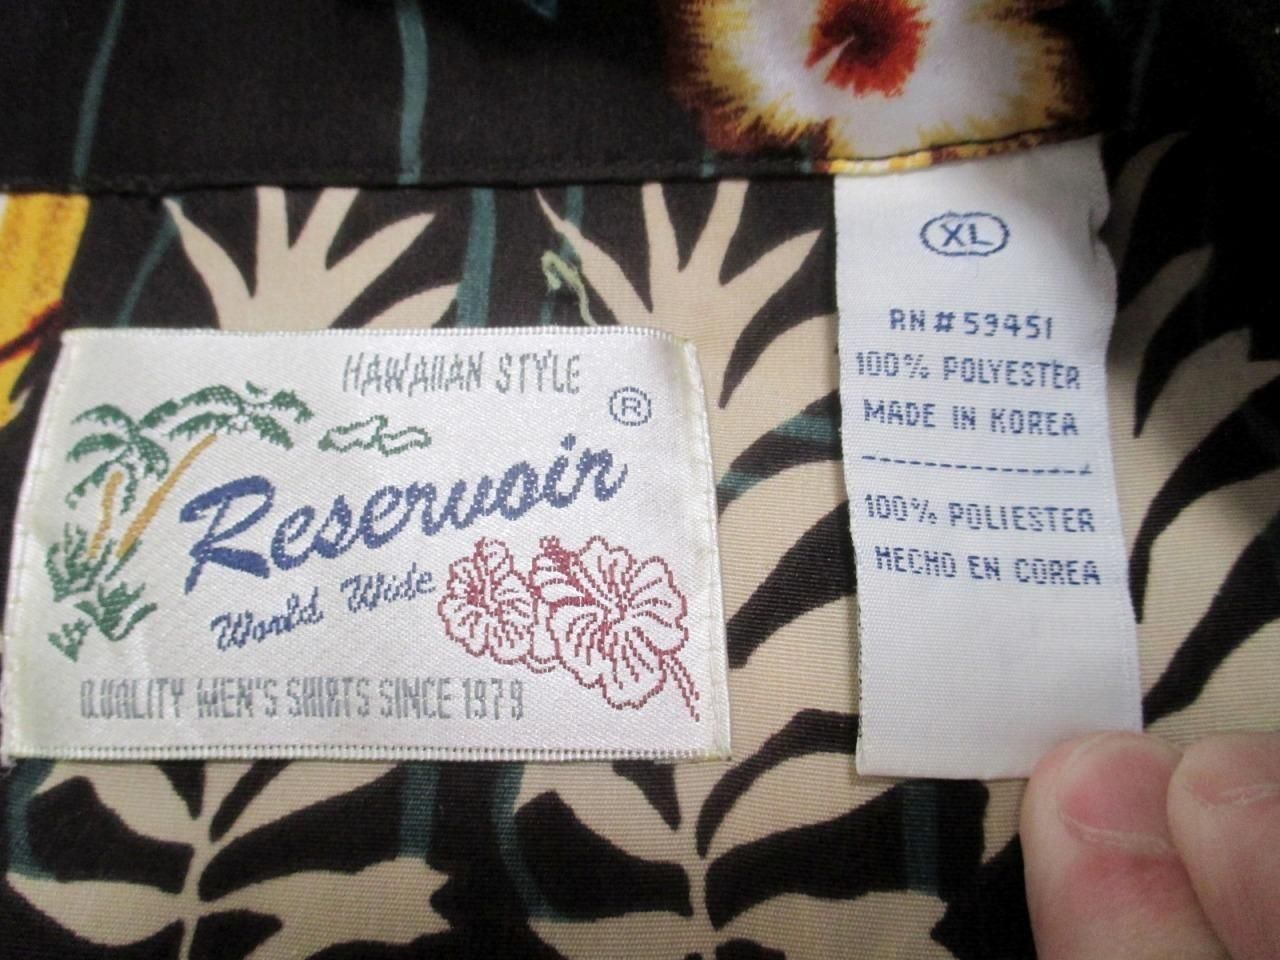 HAWAIIAN STYLE
®
Reservoir
World Wide
QUALITY MEN'S SHIRTS SINCE 1979
XL
RN # 59451
100% POLYESTER
MADE IN KOREA
100% POLIESTER
HECHO EN COREA